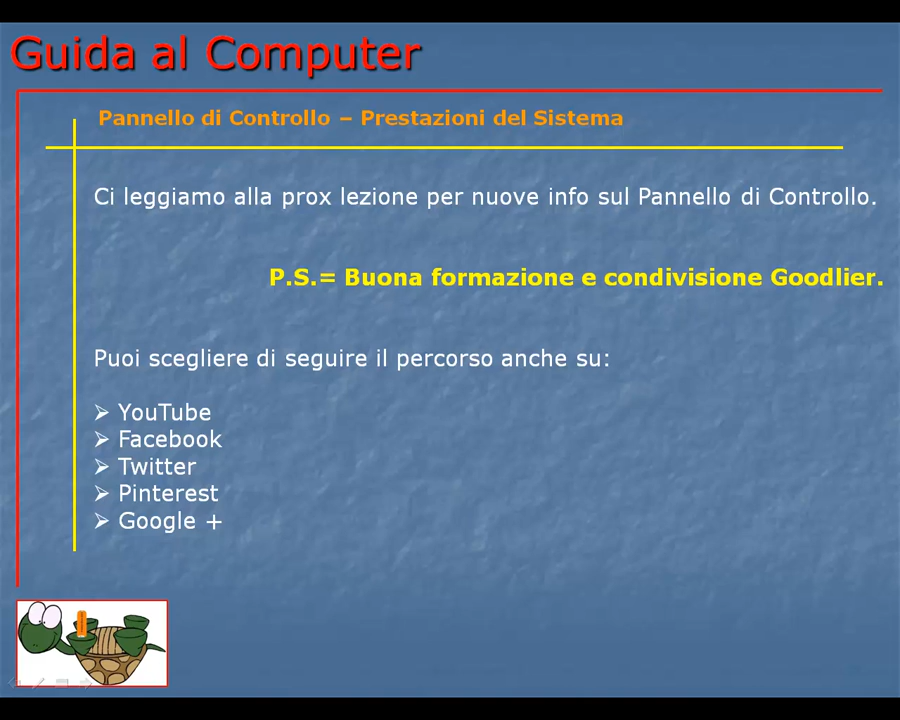 Guida al Computer
Pannello di Controllo – Prestazioni del Sistema
Ci leggiamo alla prox lezione per nuove info sul Pannello di Controllo.
P.S.= Buona formazione e condivisione Goodlier.
Puoi scegliere di seguire il percorso anche su:
➢ YouTube
➢ Facebook
➢ Twitter
➢ Pinterest
➢ Google +